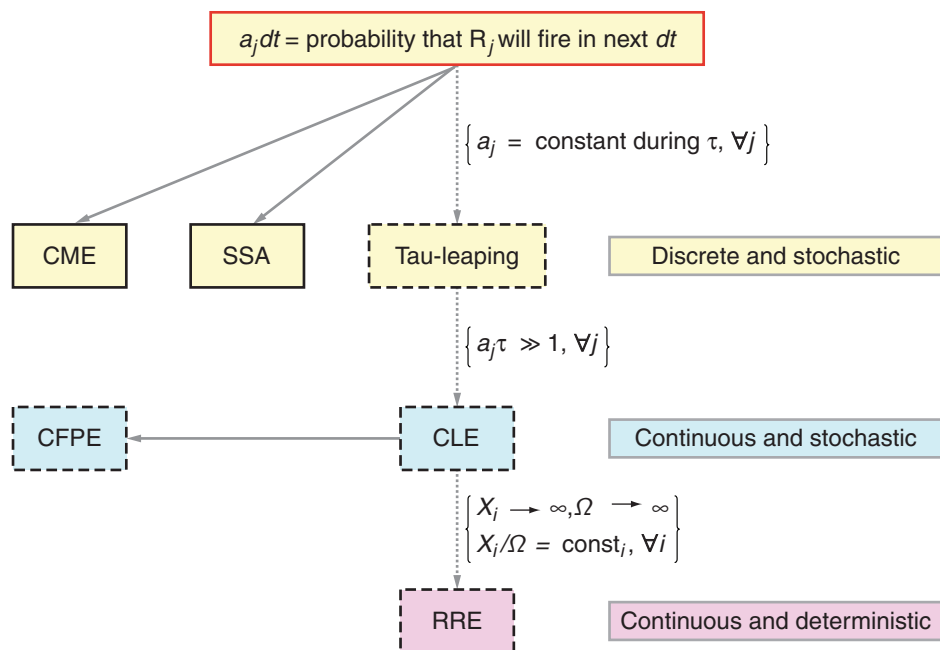 a_j dt = probability that R_j will fire in next dt
{a_j = constant during τ, ∀j}
CME
SSA
Tau-leaping
Discrete and stochastic
{a_jτ ≫ 1, ∀j}
CFPE
CLE
Continuous and stochastic
X_i → ∞, Ω → ∞
X_i/Ω = const_i, ∀i
RRE
Continuous and deterministic